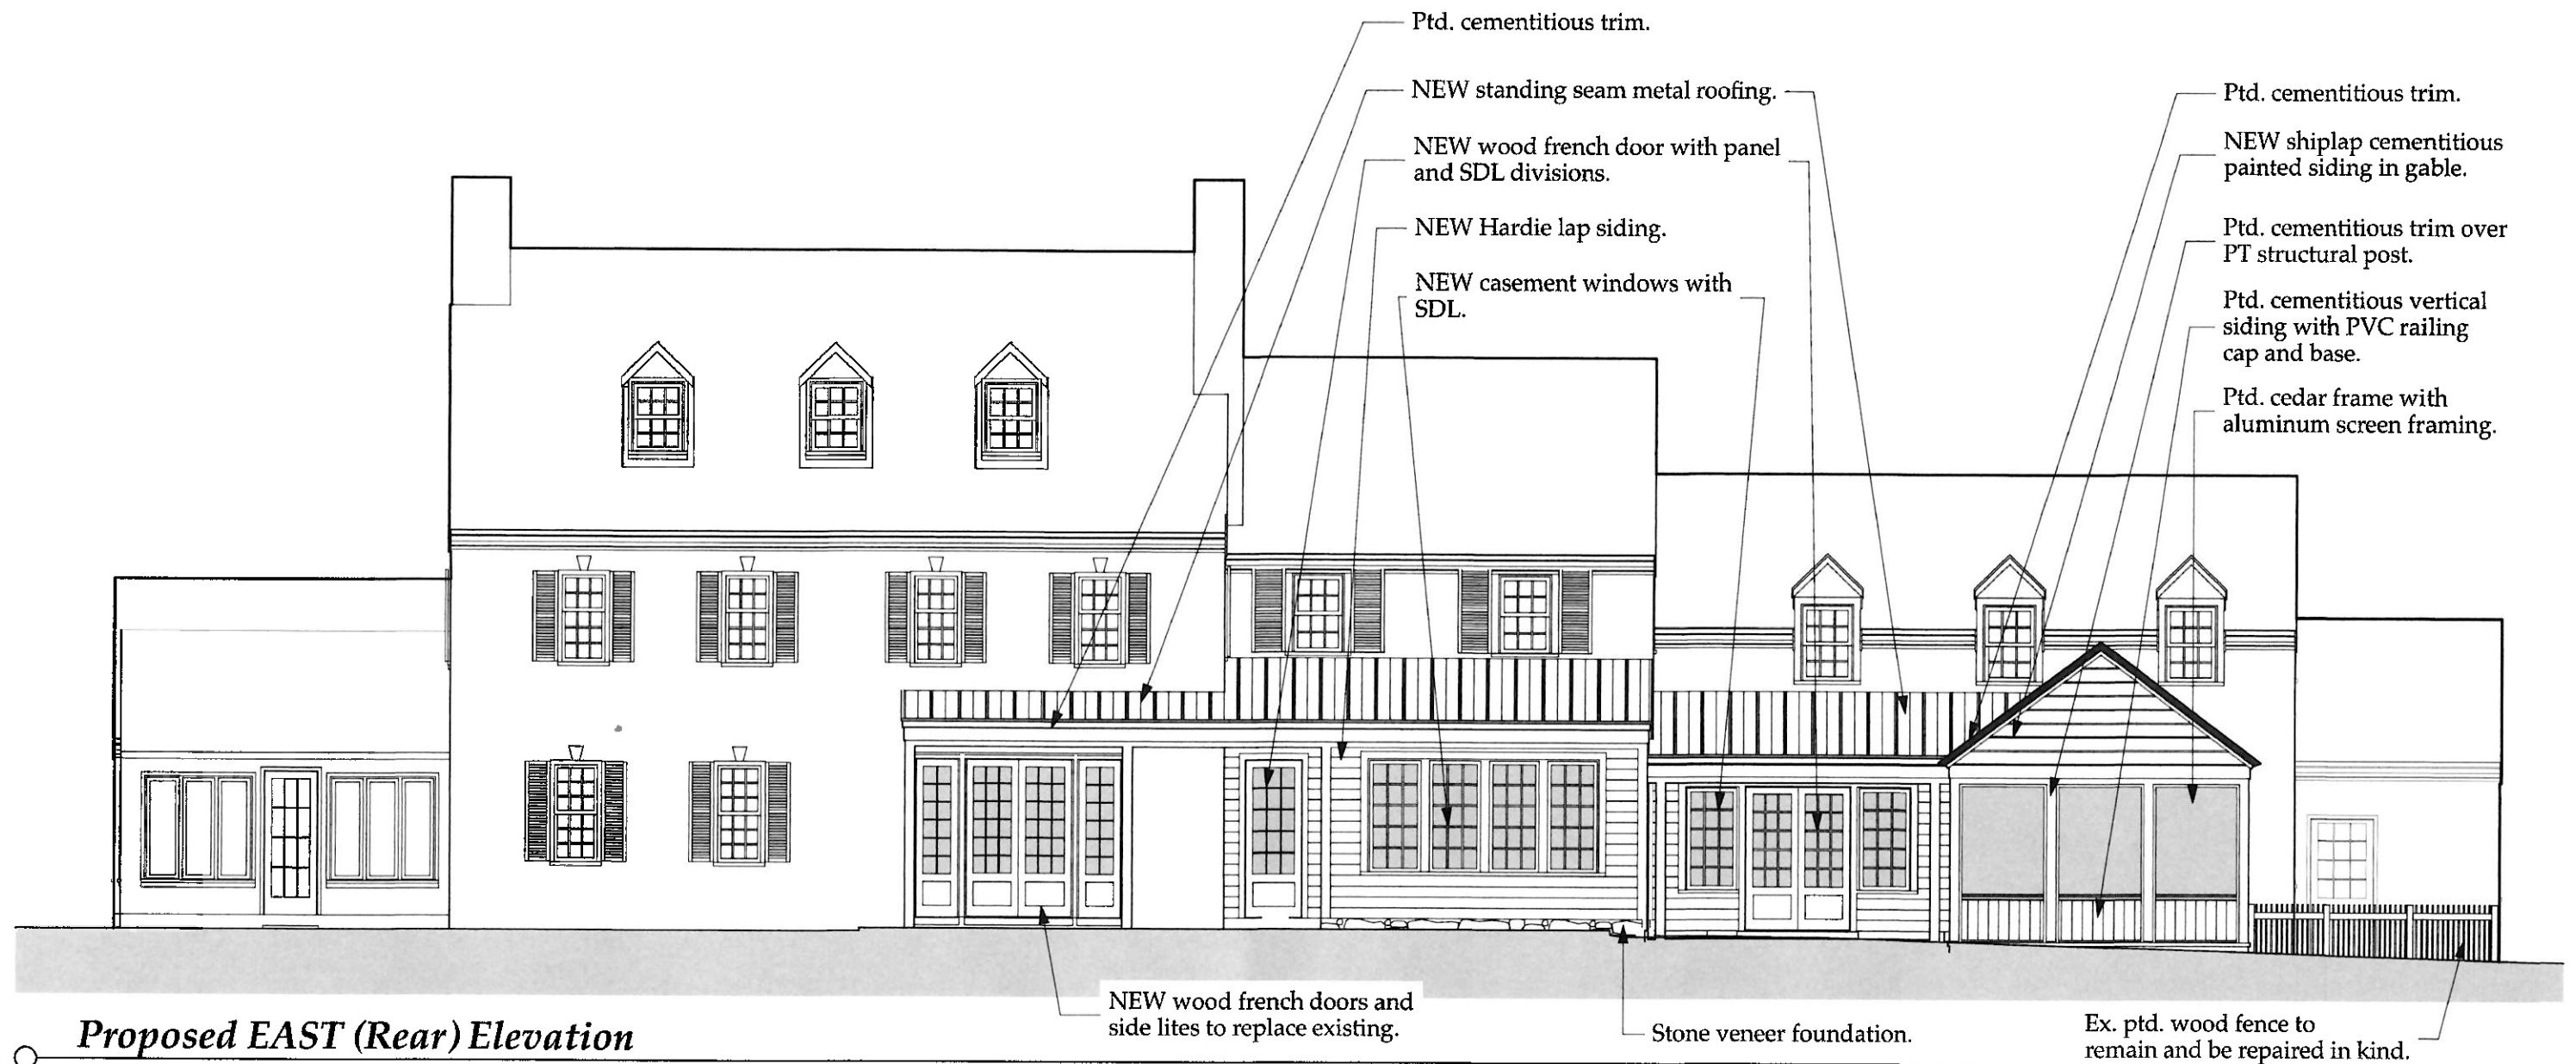 Ptd. cementitious trim.
NEW standing seam metal roofing.
NEW wood french door with panel
and SDL divisions.
NEW Hardie lap siding.
NEW casement windows with
SDL.
Ptd. cementitious trim.
NEW shiplap cementitious
painted siding in gable.
Ptd. cementitious trim over
PT structural post.
Ptd. cementitious vertical
siding with PVC railing
cap and base.
Ptd. cedar frame with
aluminum screen framing.
NEW wood french doors and
side lites to replace existing.
Stone veneer foundation.
Ex. ptd. wood fence to
remain and be repaired in kind.
Proposed EAST (Rear) Elevation